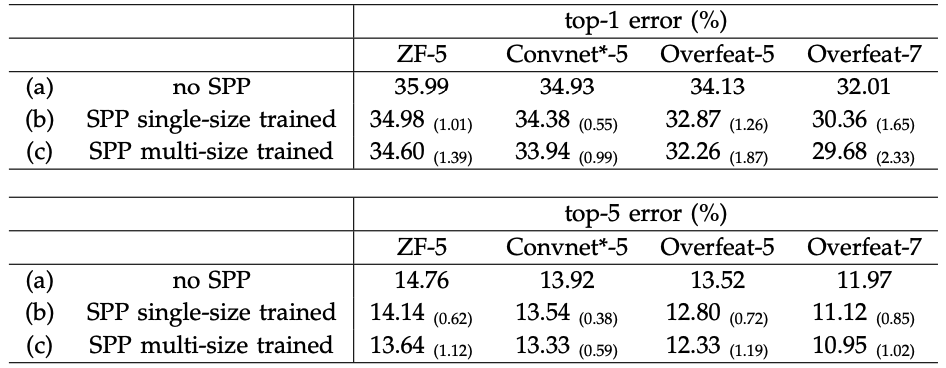 top-1 error (%)
ZF-5 Convnet*-5 Overfeat-5 Overfeat-7
(a) no SPP 35.99 34.93 34.13 32.01
(b) SPP single-size trained 34.98 (1.01) 34.38 (0.55) 32.87 (1.26) 30.36 (1.65)
(c) SPP multi-size trained 34.60 (1.39) 33.94 (0.99) 32.26 (1.87) 29.68 (2.33)
top-5 error (%)
ZF-5 Convnet*-5 Overfeat-5 Overfeat-7
(a) no SPP 14.76 13.92 13.52 11.97
(b) SPP single-size trained 14.14 (0.62) 13.54 (0.38) 12.80 (0.72) 11.12 (0.85)
(c) SPP multi-size trained 13.64 (1.12) 13.33 (0.59) 12.33 (1.19) 10.95 (1.02)